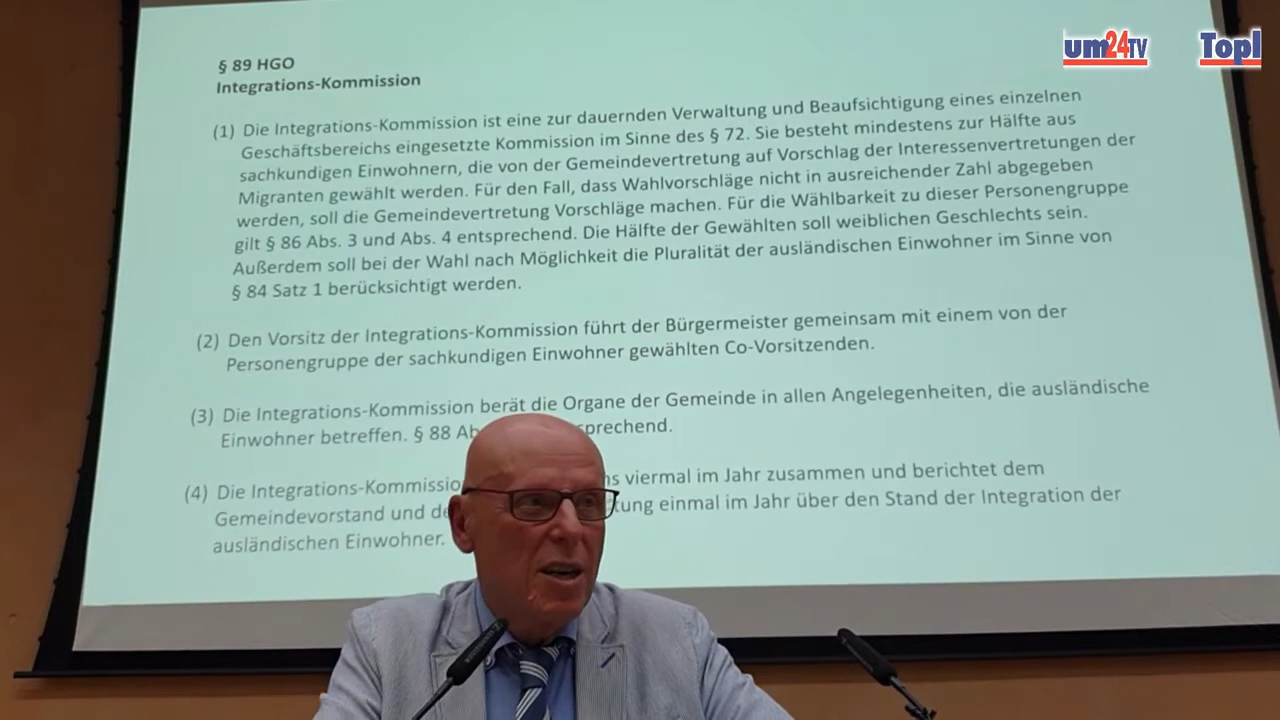 um24TV
Topl
§ 89 HGO
Integrations-Kommission
(1) Die Integrations-Kommission ist eine zur dauernden Verwaltung und Beaufsichtigung eines einzelnen
Geschäftsbereichs eingesetzte Kommission im Sinne des § 72. Sie besteht mindestens zur Hälfte aus
sachkundigen Einwohnern, die von der Gemeindevertretung auf Vorschlag der Interessenvertretungen der
Migranten gewählt werden. Für den Fall, dass Wahlvorschläge nicht in ausreichender Zahl abgegeben
werden, soll die Gemeindevertretung Vorschläge machen. Für die Wählbarkeit zu dieser Personengruppe
gilt § 86 Abs. 3 und Abs. 4 entsprechend. Die Hälfte der Gewählten soll weiblichen Geschlechts sein.
Außerdem soll bei der Wahl nach Möglichkeit die Pluralität der ausländischen Einwohner im Sinne von
§ 84 Satz 1 berücksichtigt werden.
(2) Den Vorsitz der Integrations-Kommission führt der Bürgermeister gemeinsam mit einem von der
Personengruppe der sachkundigen Einwohner gewählten Co-Vorsitzenden.
(3) Die Integrations-Kommission berät die Organe der Gemeinde in allen Angelegenheiten, die ausländische
Einwohner betreffen. § 88 Ab sprechend.
(4) Die Integrations-Kommissio ns viermal im Jahr zusammen und berichtet dem
Gemeindevorstand und de tung einmal im Jahr über den Stand der Integration der
ausländischen Einwohner.